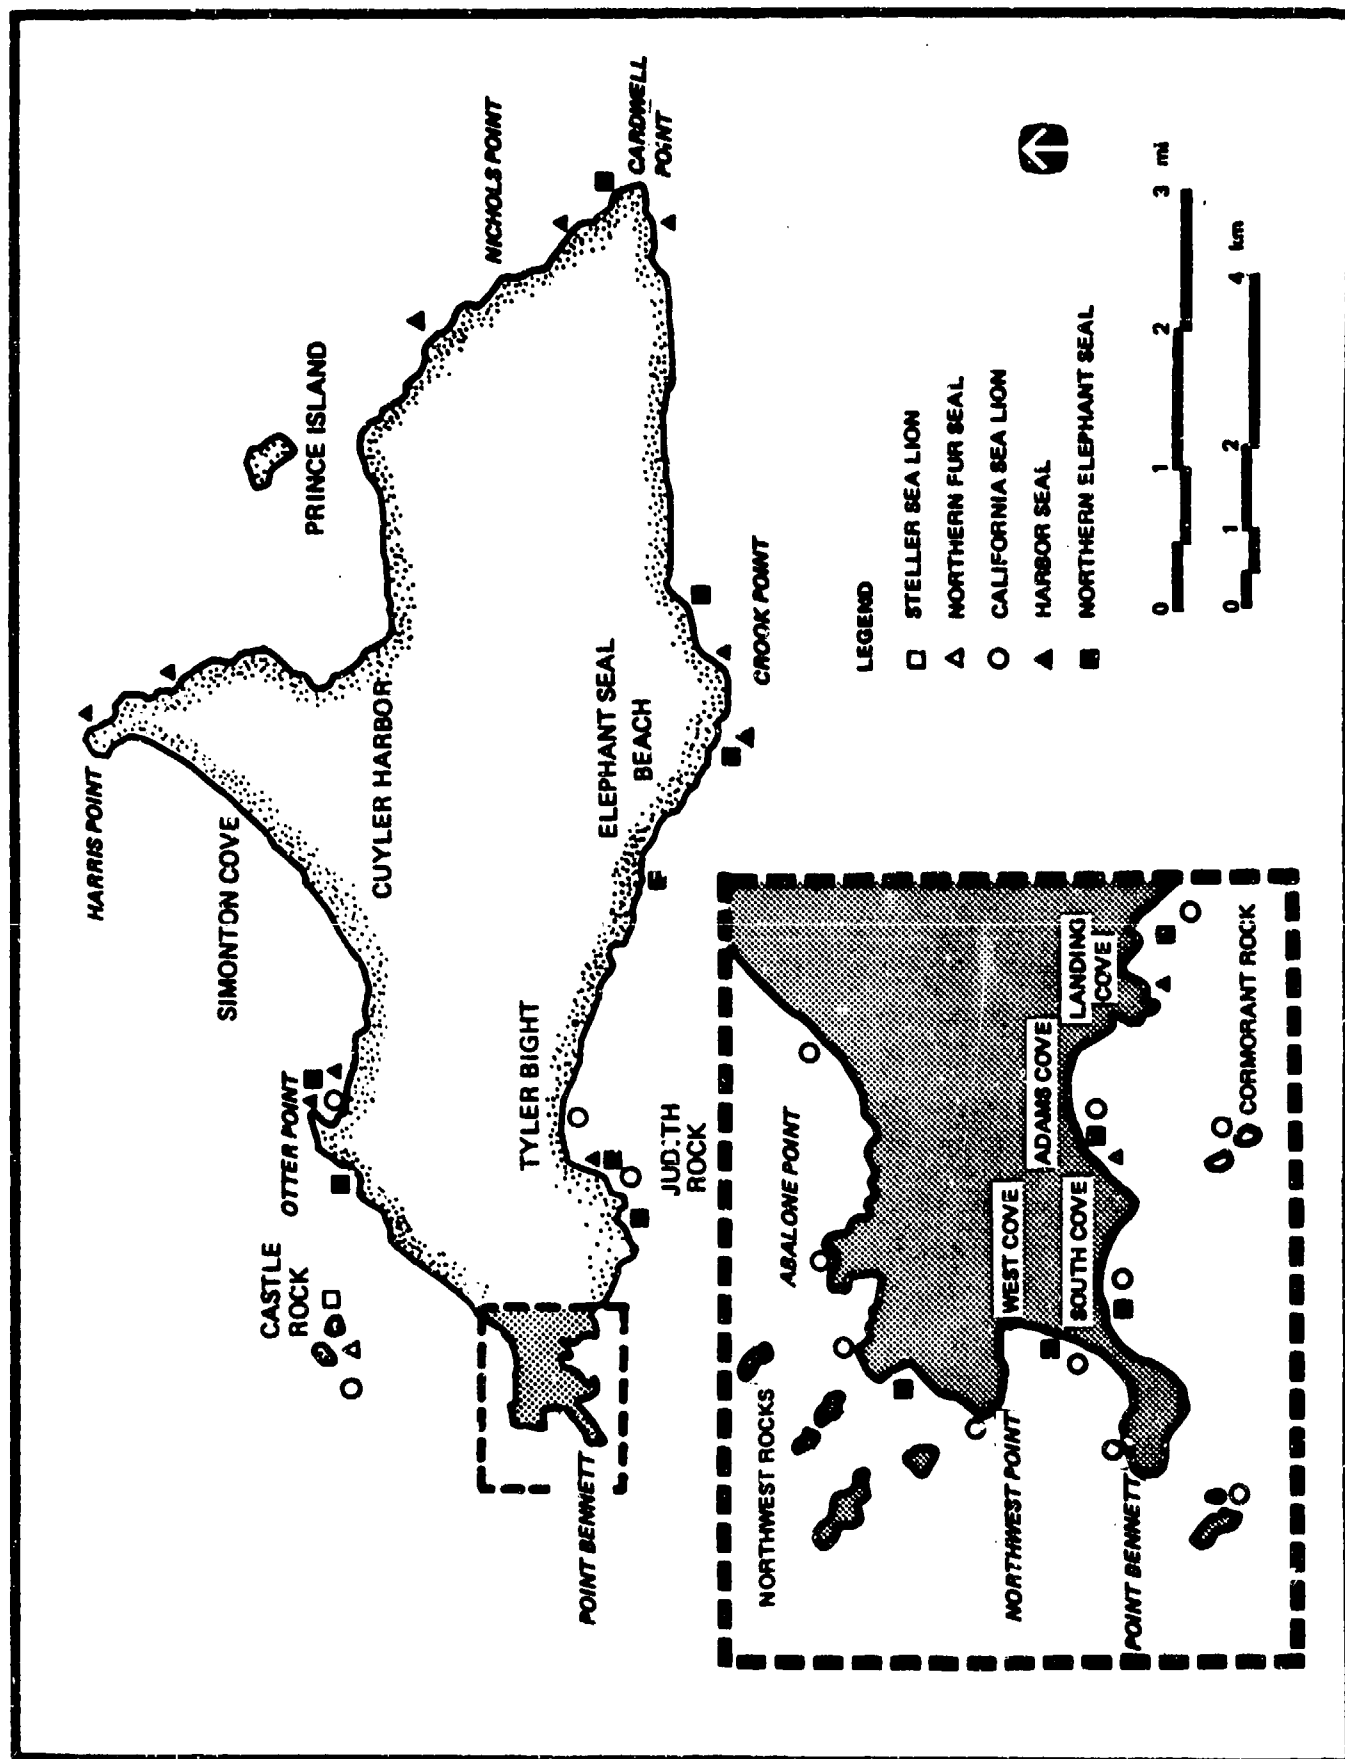 HARRIS POINT
SIMONTON COVE
PRINCE ISLAND
NICHOLS POINT
CARDWELL
POINT
CUYLER HARBOR
OTTER POINT
CASTLE
ROCK
TYLER BIGHT
ELEPHANT SEAL
BEACH
CROOK POINT
JUDITH
ROCK
POINT BENNETT
LEGEND
STELLER SEA LION
NORTHERN FUR SEAL
CALIFORNIA SEA LION
HARBOR SEAL
NORTHERN ELEPHANT SEAL
0 1 2 3 mi
0 1 2 4 km
NORTHWEST ROCKS
ABALONE POINT
NORTHWEST POINT
WEST COVE
SOUTH COVE
ADAMS COVE
LANDING
COVE
POINT BENNETT
CORMORANT ROCK